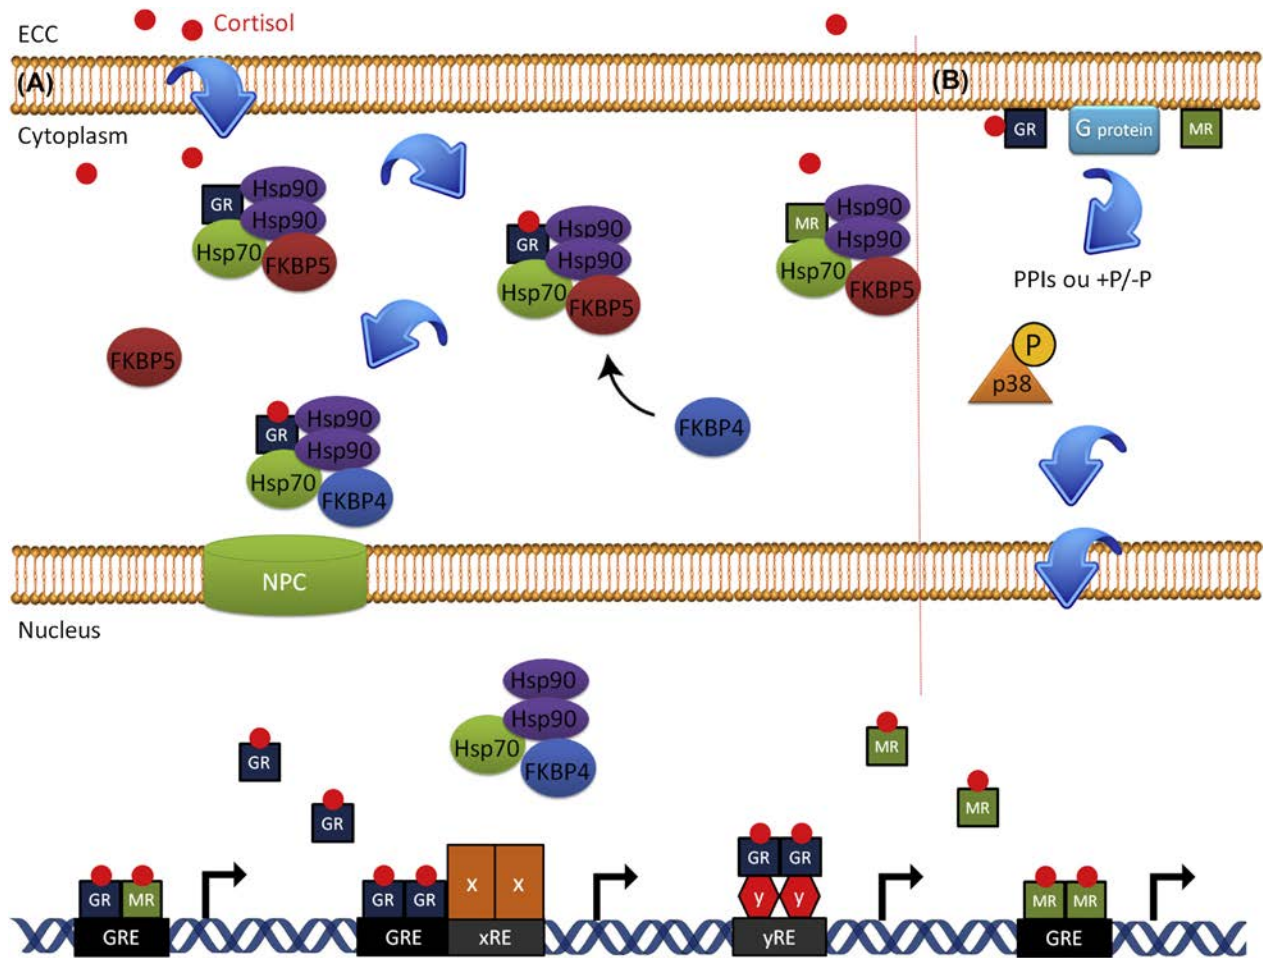 ECC
Cortisol
(A)
(B)
Cytoplasm
GR
G protein
MR
GR
Hsp90
Hsp90
Hsp70
FKBP5
GR
Hsp90
Hsp90
Hsp70
FKBP5
MR
Hsp90
Hsp90
Hsp70
FKBP5
PPIs ou +P/-P
FKBP5
P
p38
GR
Hsp90
Hsp90
Hsp70
FKBP4
FKBP4
NPC
Nucleus
Hsp90
Hsp90
Hsp70
FKBP4
GR
GR
MR
MR
GR
MR
GRE
GR
GR
x
x
GRE
xRE
GR
GR
y
y
yRE
MR
MR
GRE